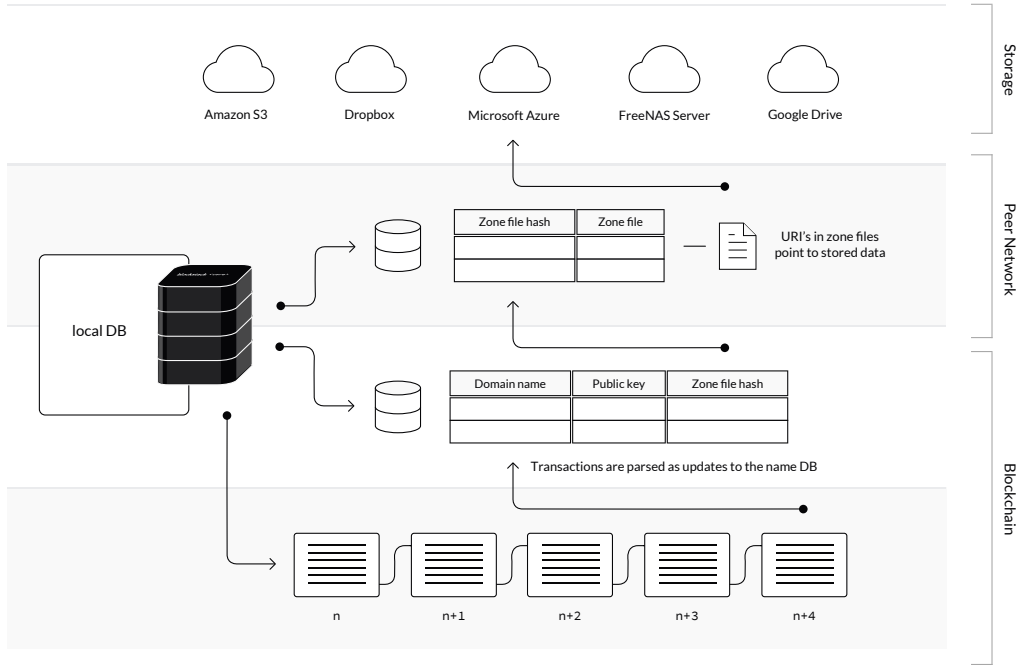 Amazon S3
Dropbox
Microsoft Azure
FreeNAS Server
Google Drive
Storage
Zone file hash
Zone file
URI's in zone files
point to stored data
Peer Network
local DB
Domain name
Public key
Zone file hash
Transactions are parsed as updates to the name DB
Blockchain
n
n+1
n+2
n+3
n+4